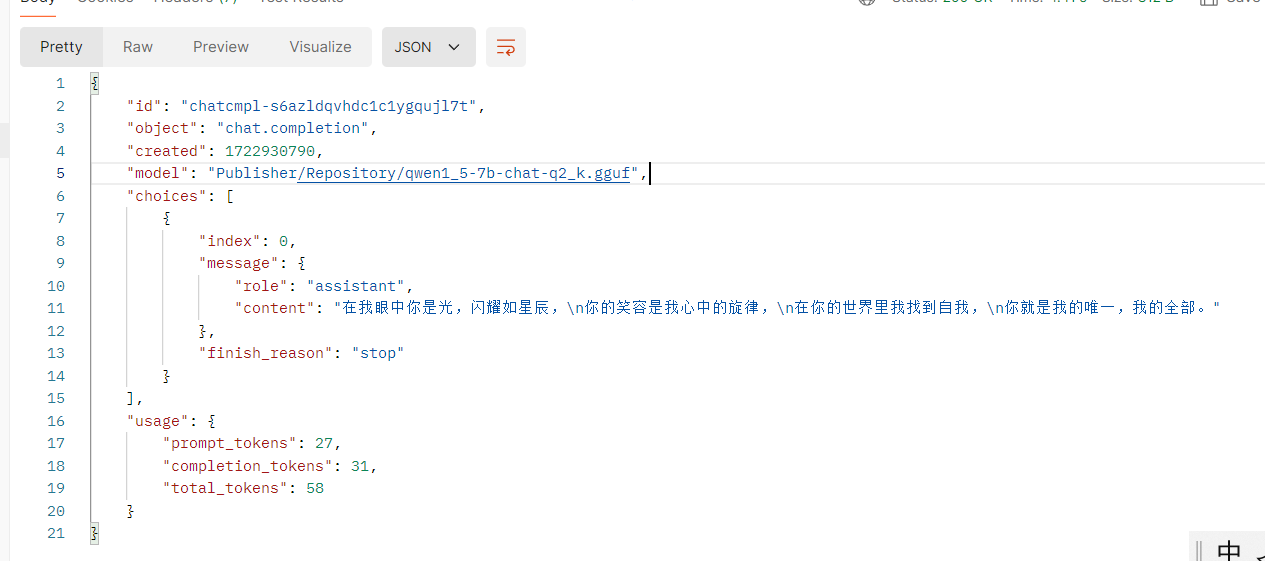 Body Cookies Headers (7) Test Results Status: 200 OK Save
Pretty Raw Preview Visualize JSON
1 {
2 "id": "chatcmpl-s6azldqvhdc1c1ygqujl7t",
3 "object": "chat.completion",
4 "created": 1722930790,
5 "model": "Publisher/Repository/qwen1_5-7b-chat-q2_k.gguf",
6 "choices": [
7 {
8 "index": 0,
9 "message": {
10 "role": "assistant",
11 "content": "在我眼中你是光，闪耀如星辰，\n你的笑容是我心中的旋律，\n在你的世界里我找到自我，\n你就是我的唯一，我的全部。"
12 },
13 "finish_reason": "stop"
14 }
15 ],
16 "usage": {
17 "prompt_tokens": 27,
18 "completion_tokens": 31,
19 "total_tokens": 58
20 }
21 }
中